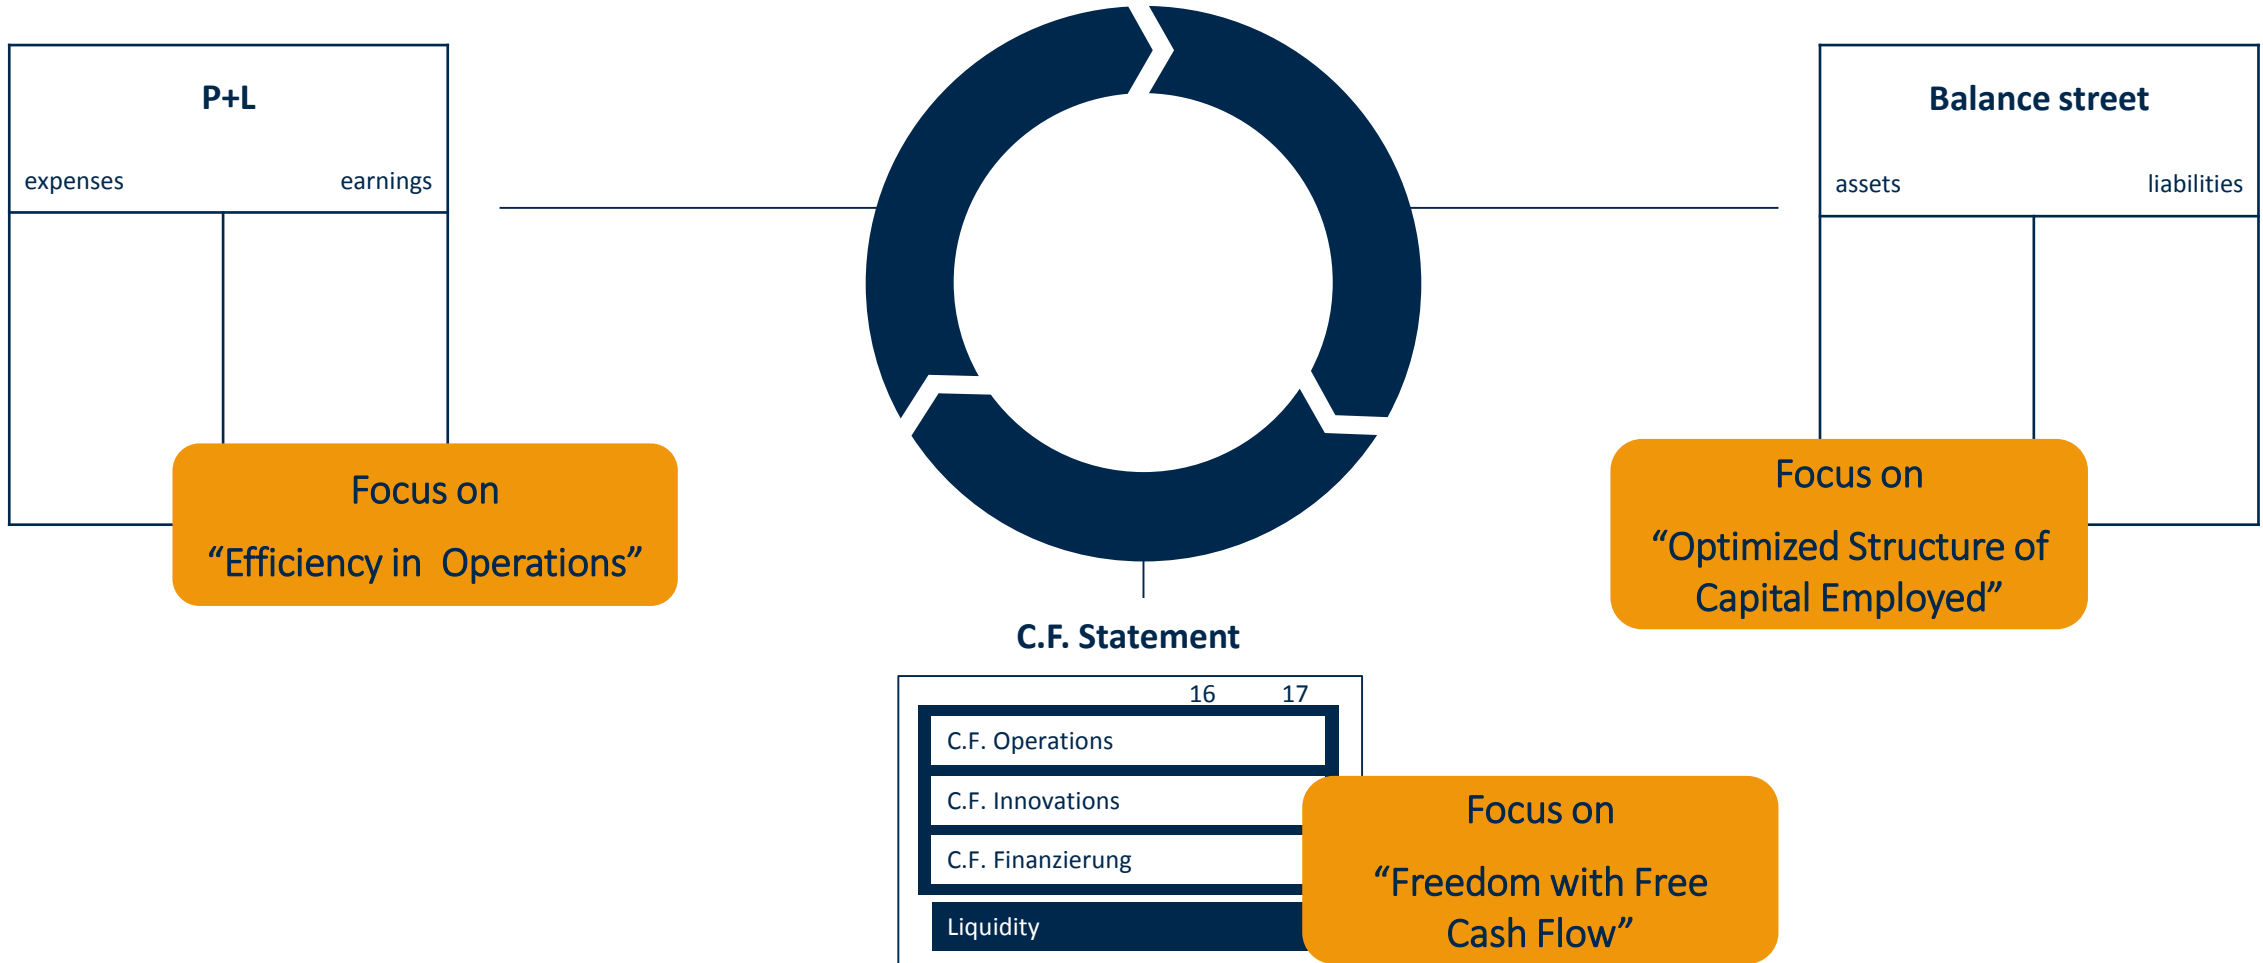 P+L
expenses earnings
Focus on
“Efficiency in Operations”
Balance street
assets liabilities
Focus on
“Optimized Structure of
Capital Employed”
C.F. Statement
16 17
C.F. Operations
C.F. Innovations
C.F. Finanzierung
Liquidity
Focus on
“Freedom with Free
Cash Flow”